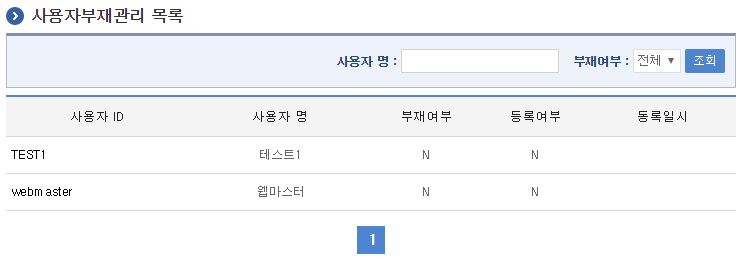 사용자부재관리 목록
사용자 명 : 부재여부 : 전체 ▼ 조회
사용자 ID 사용자 명 부재여부 등록여부 등록일시
TEST1 테스트1 N N
webmaster 웹마스터 N N
1